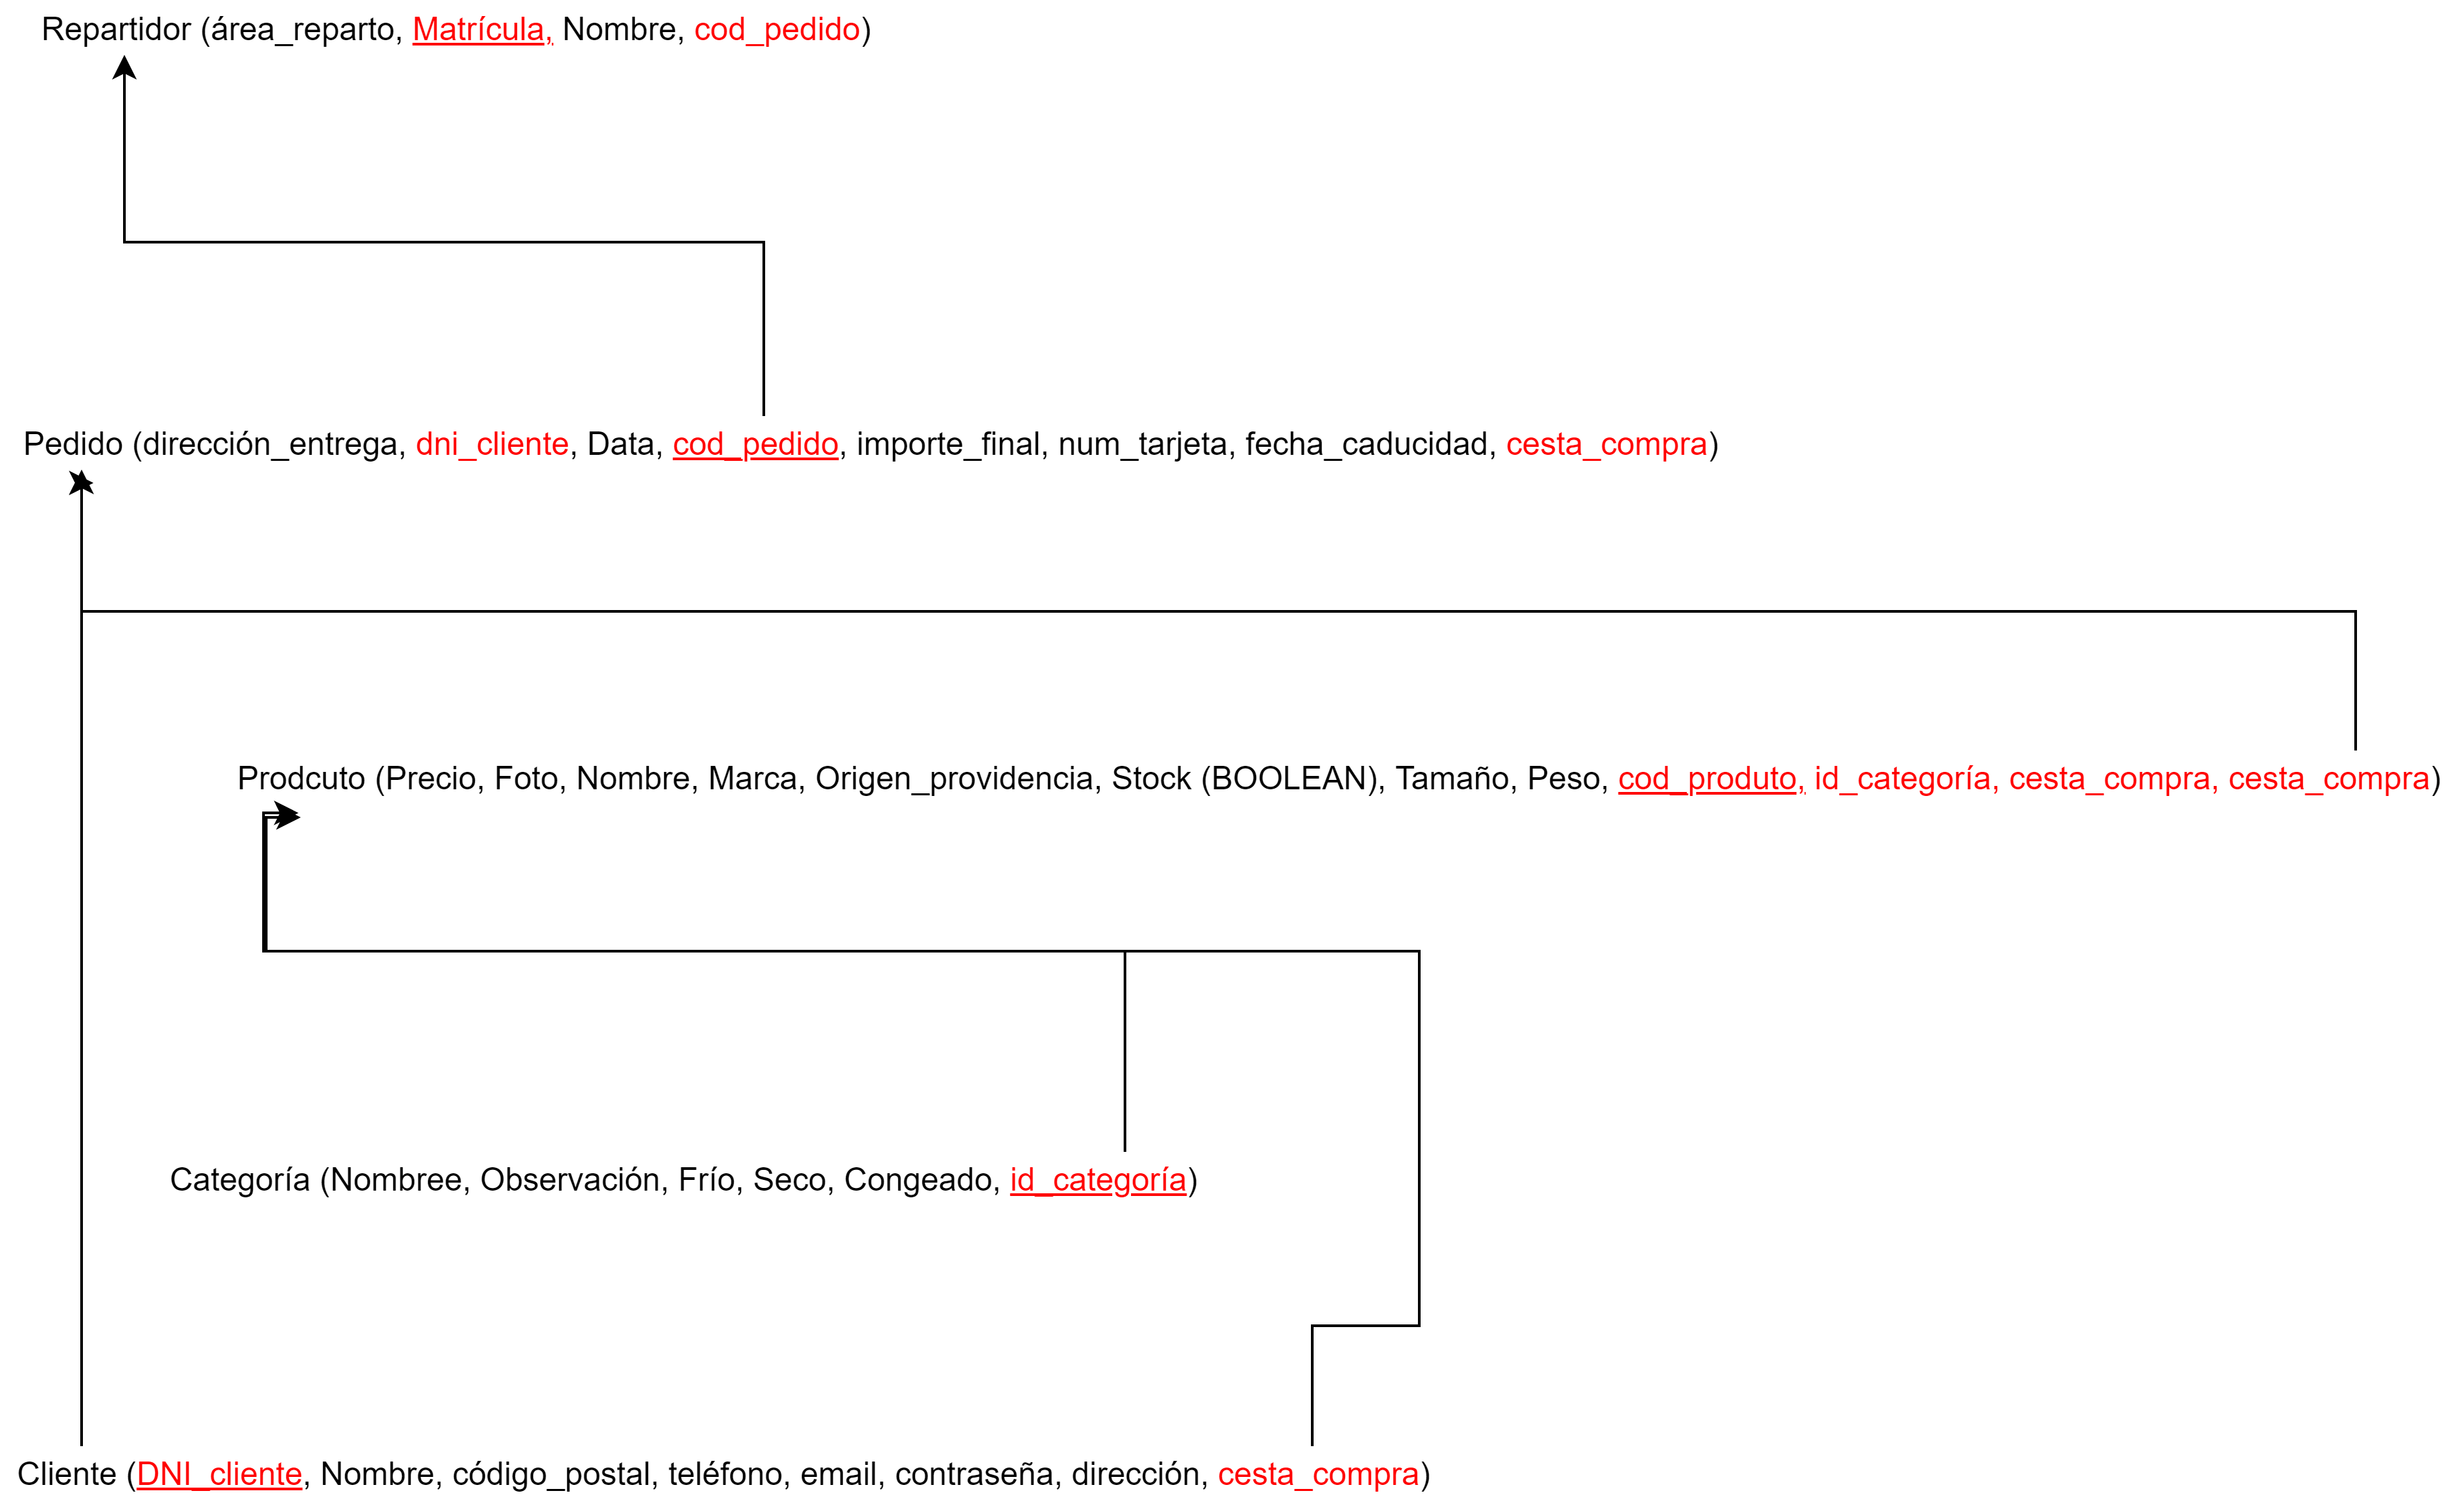 Repartidor (área_reparto, Matrícula, Nombre, cod_pedido)
Pedido (dirección_entrega, dni_cliente, Data, cod_pedido, importe_final, num_tarjeta, fecha_caducidad, cesta_compra)
Prodcuto (Precio, Foto, Nombre, Marca, Origen_providencia, Stock (BOOLEAN), Tamaño, Peso, cod_produto, id_categoría, cesta_compra, cesta_compra)
Categoría (Nombree, Observación, Frío, Seco, Congeado, id_categoría)
Cliente (DNI_cliente, Nombre, código_postal, teléfono, email, contraseña, dirección, cesta_compra)